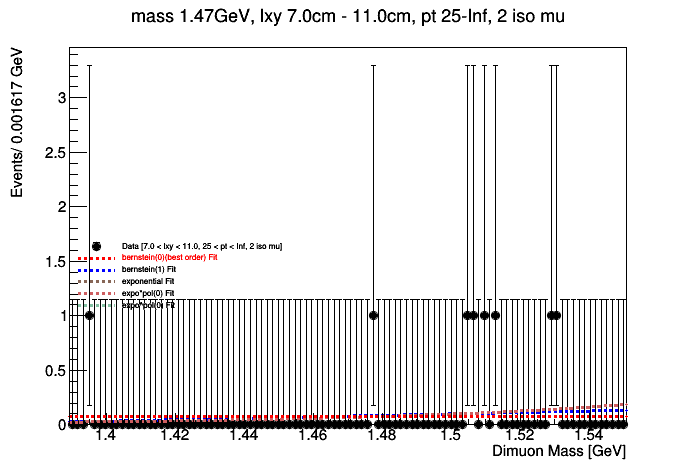 mass 1.47GeV, lxy 7.0cm - 11.0cm, pt 25-Inf, 2 iso mu
Events/ 0.001617 GeV
3
2.5
2
1.5
1
0.5
0
Data [7.0 < lxy < 11.0, 25 < pt < Inf, 2 iso mu]
bernstein(0)(best order) Fit
bernstein(1) Fit
exponential Fit
expo*pol(0) Fit
expo*pol(0) Fit
1.4 1.42 1.44 1.46 1.48 1.5 1.52 1.54
Dimuon Mass [GeV]